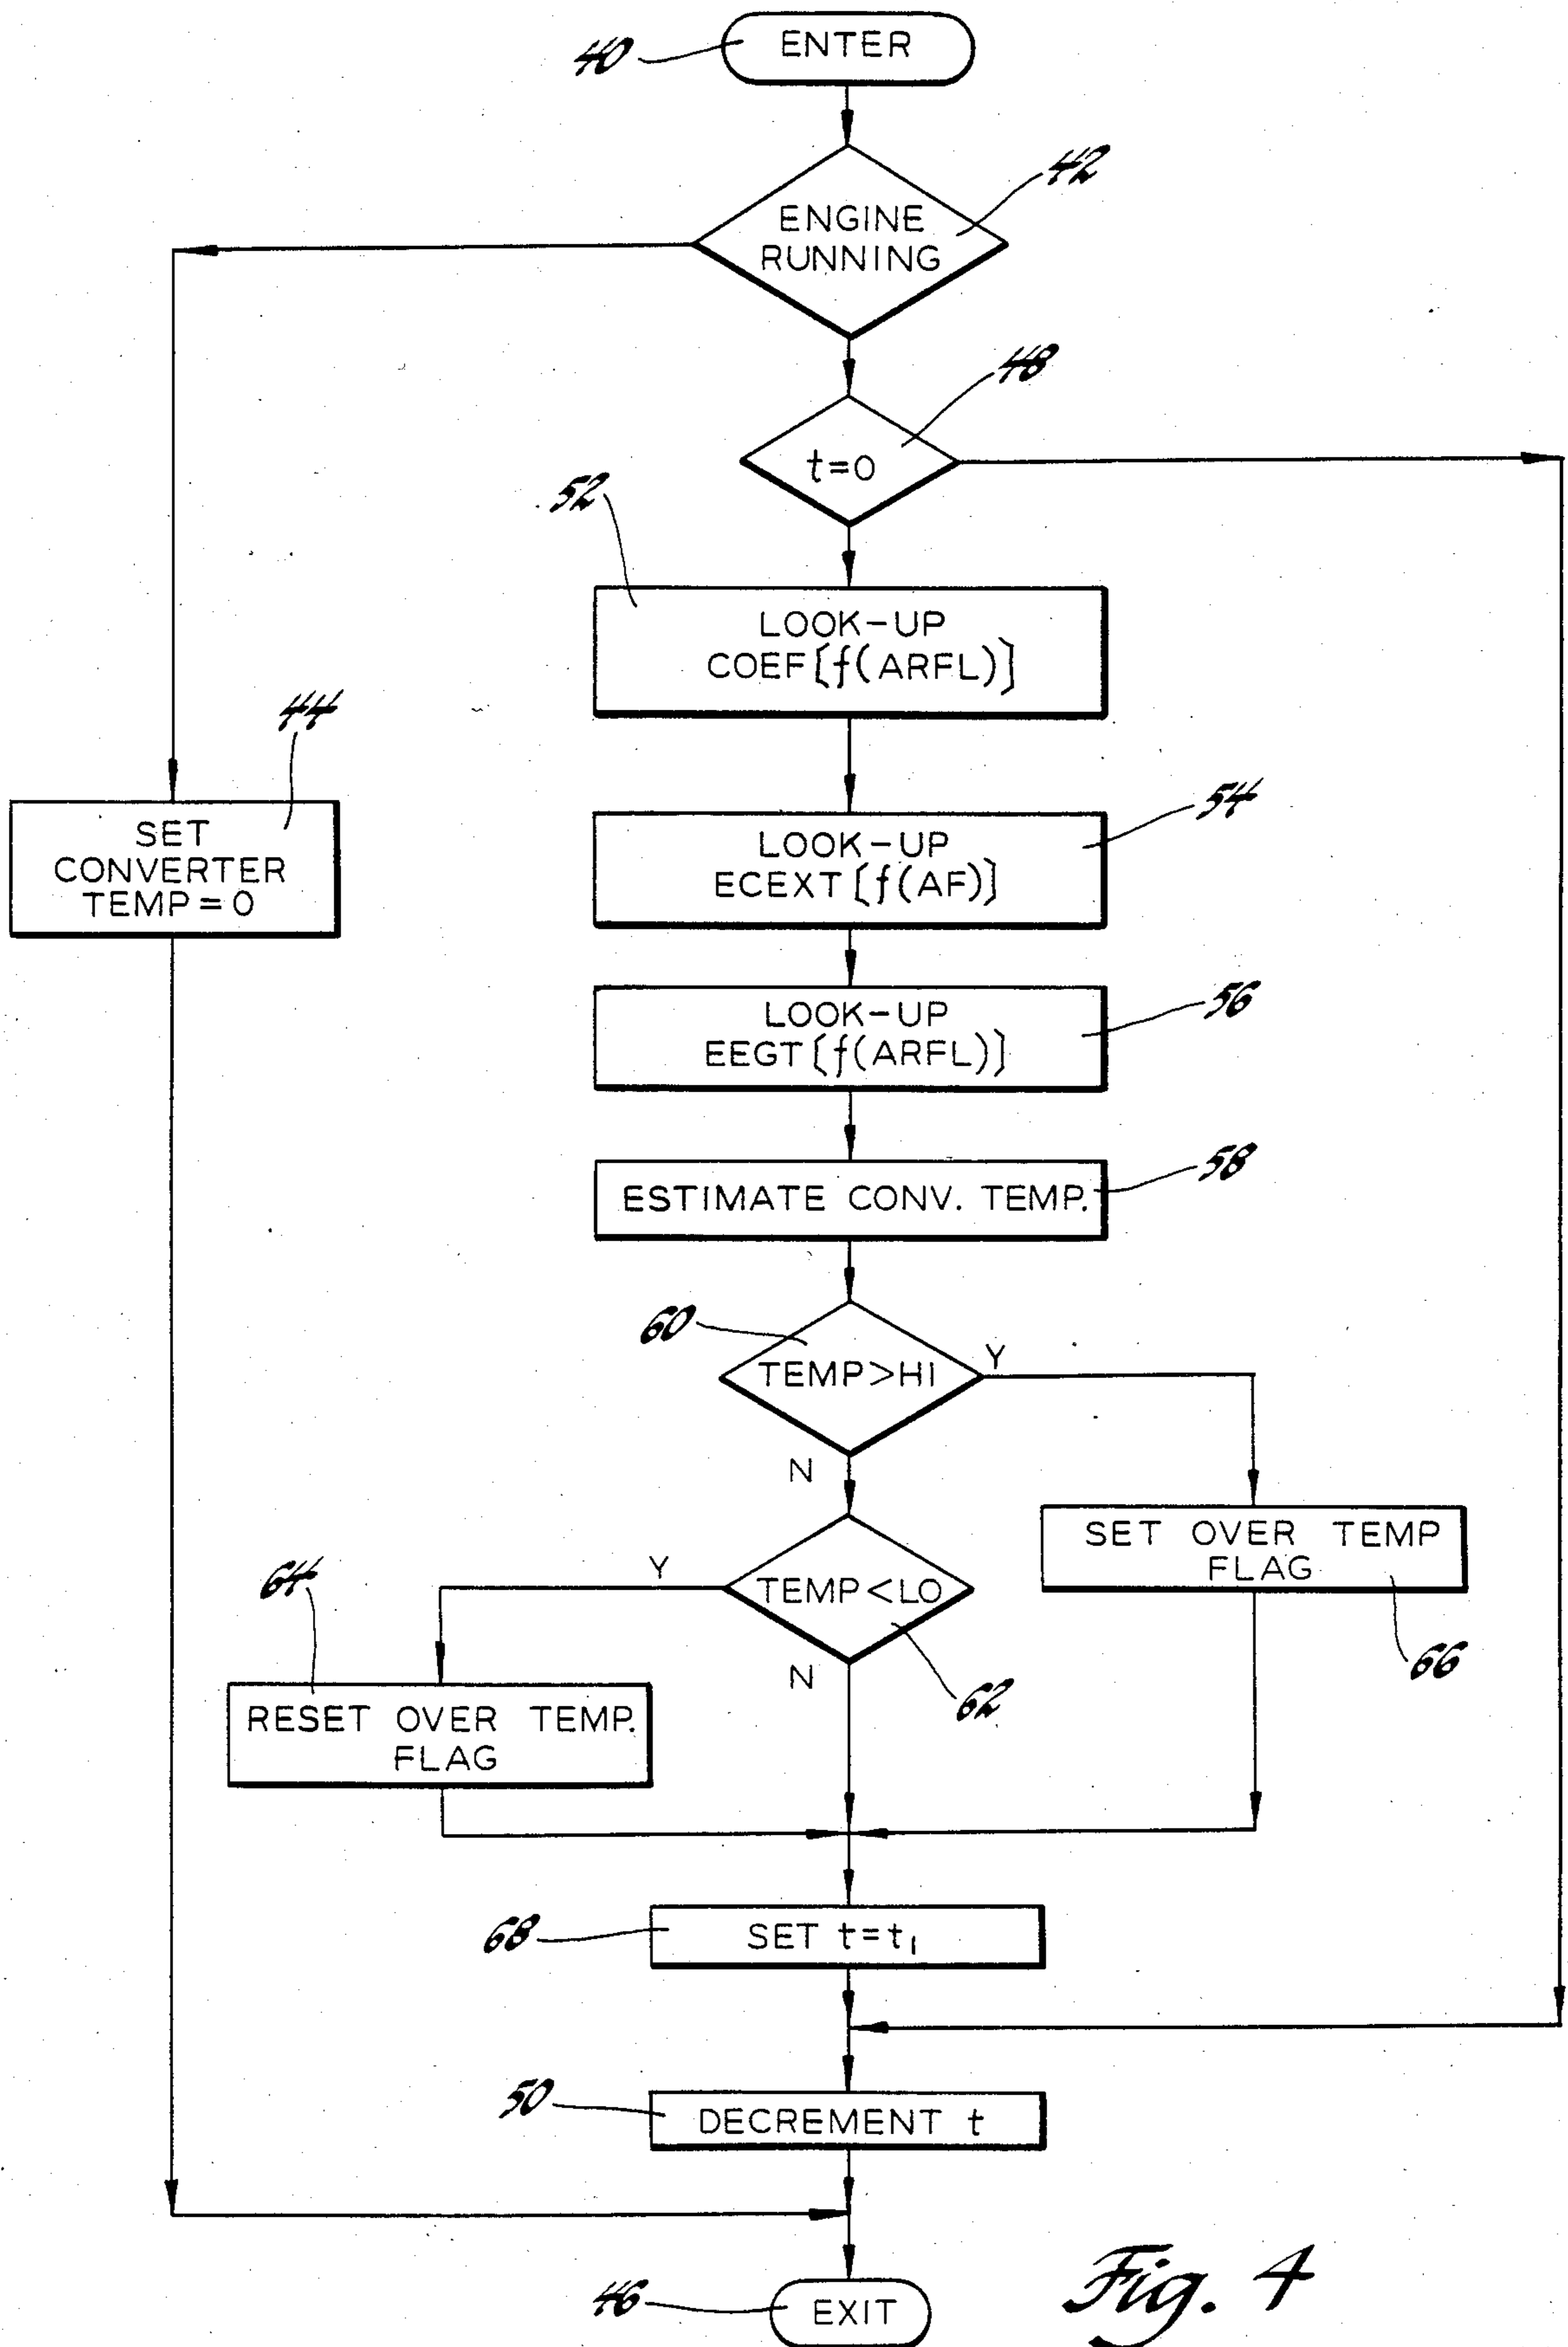 40
ENTER
42
ENGINE
RUNNING
48
t=0
52
LOOK-UP
COEF[f(ARFL)]
44
SET
CONVERTER
TEMP=0
54
LOOK-UP
ECEXT[f(AF)]
56
LOOK-UP
EEGT[f(ARFL)]
58
ESTIMATE CONV. TEMP.
60
TEMP>HI
Y
N
SET OVER TEMP
FLAG
66
64
Y
TEMP<LO
62
N
RESET OVER TEMP.
FLAG
68
SET t=t₁
50
DECREMENT t
46
EXIT
Fig. 4